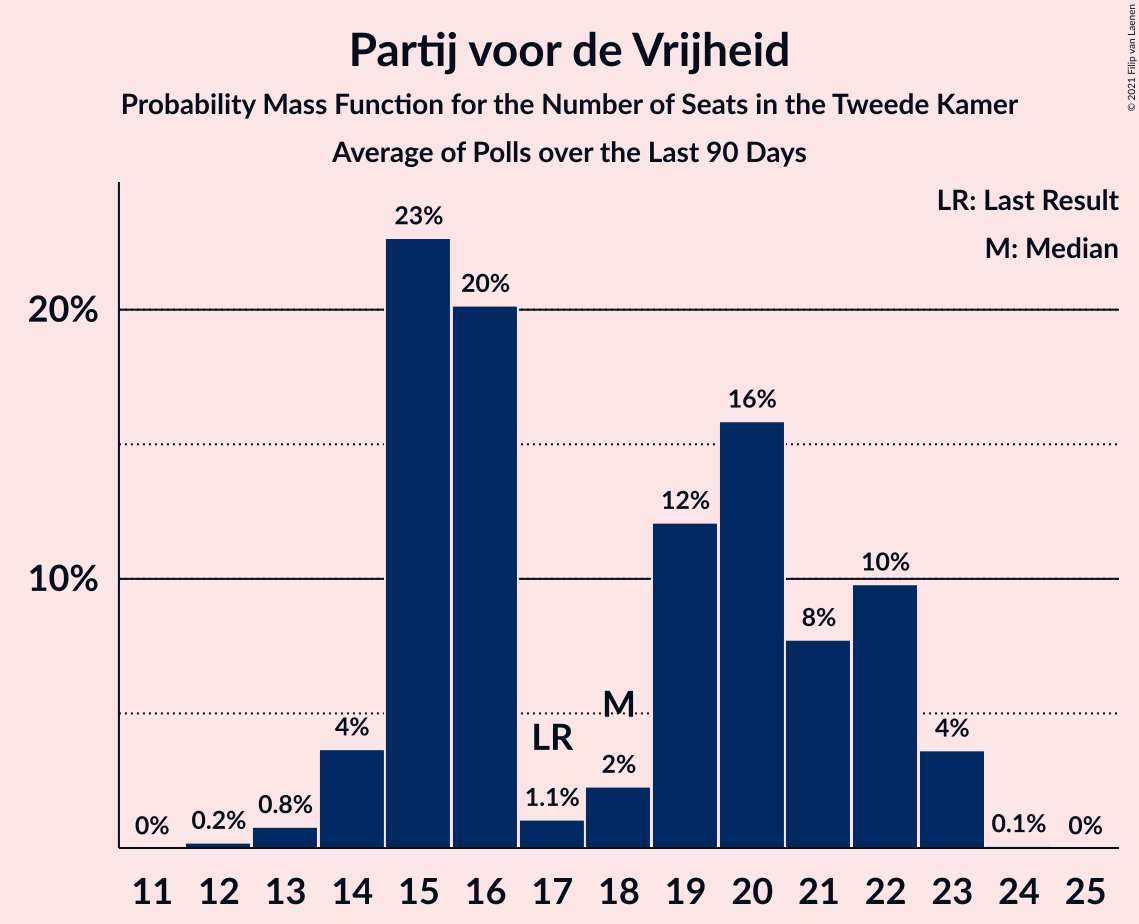 Partij voor de Vrijheid
Probability Mass Function for the Number of Seats in the Tweede Kamer
Average of Polls over the Last 90 Days
© 2021 Filip van Laenen
LR: Last Result
M: Median
20%
10%
0%
0.2%
0.8%
4%
23%
20%
1.1%
LR
2%
M
12%
16%
8%
10%
4%
0.1%
0%
11 12 13 14 15 16 17 18 19 20 21 22 23 24 25